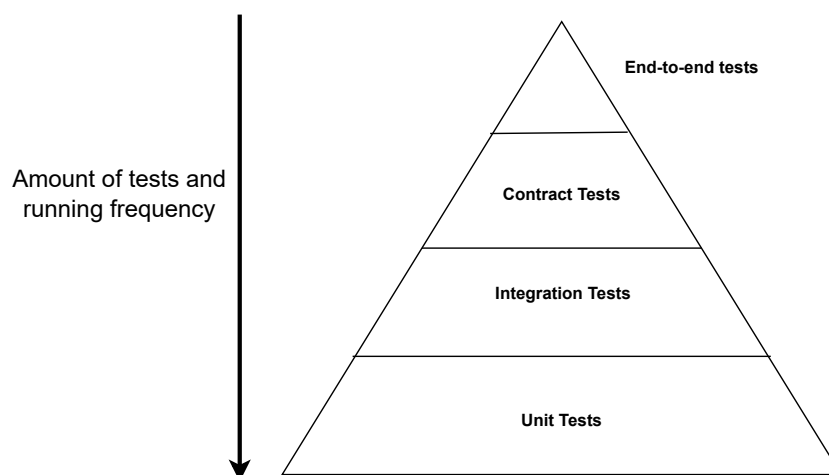 End-to-end tests
Amount of tests and
running frequency
Contract Tests
Integration Tests
Unit Tests